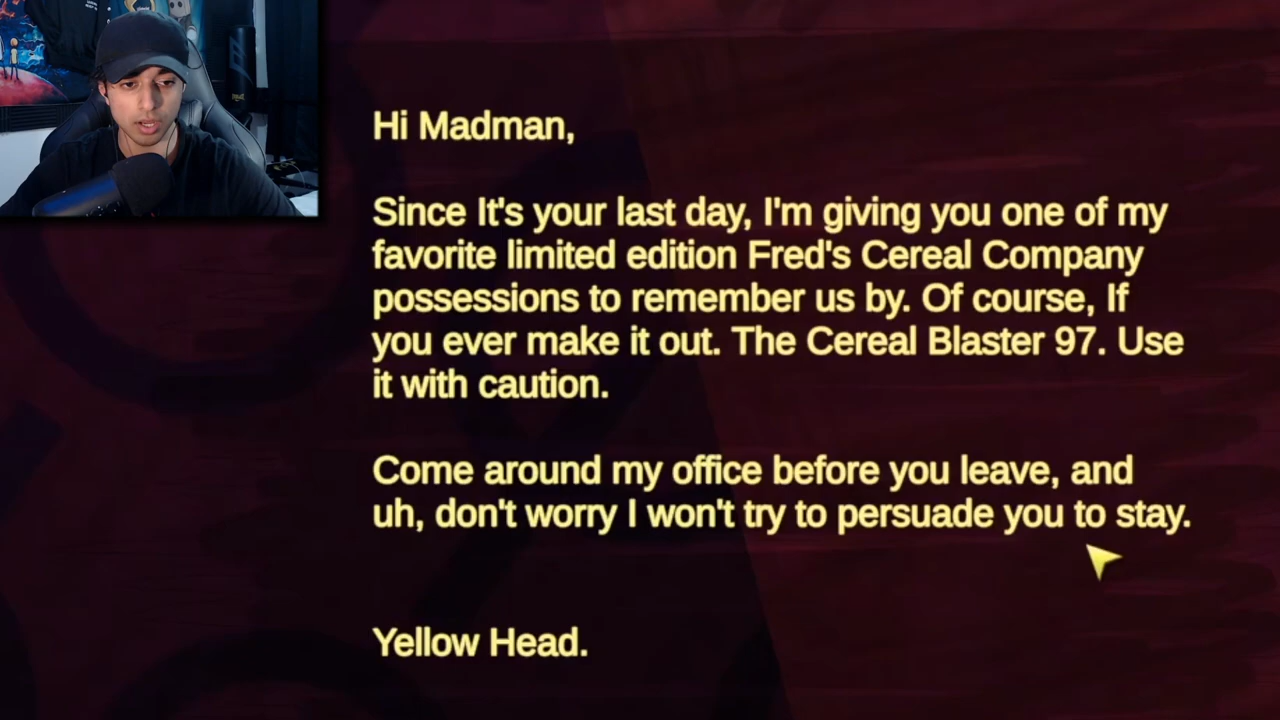 Hi Madman,
Since It's your last day, I'm giving you one of my
favorite limited edition Fred's Cereal Company
possessions to remember us by. Of course, If
you ever make it out. The Cereal Blaster 97. Use
it with caution.
Come around my office before you leave, and
uh, don't worry I won't try to persuade you to stay.
Yellow Head.